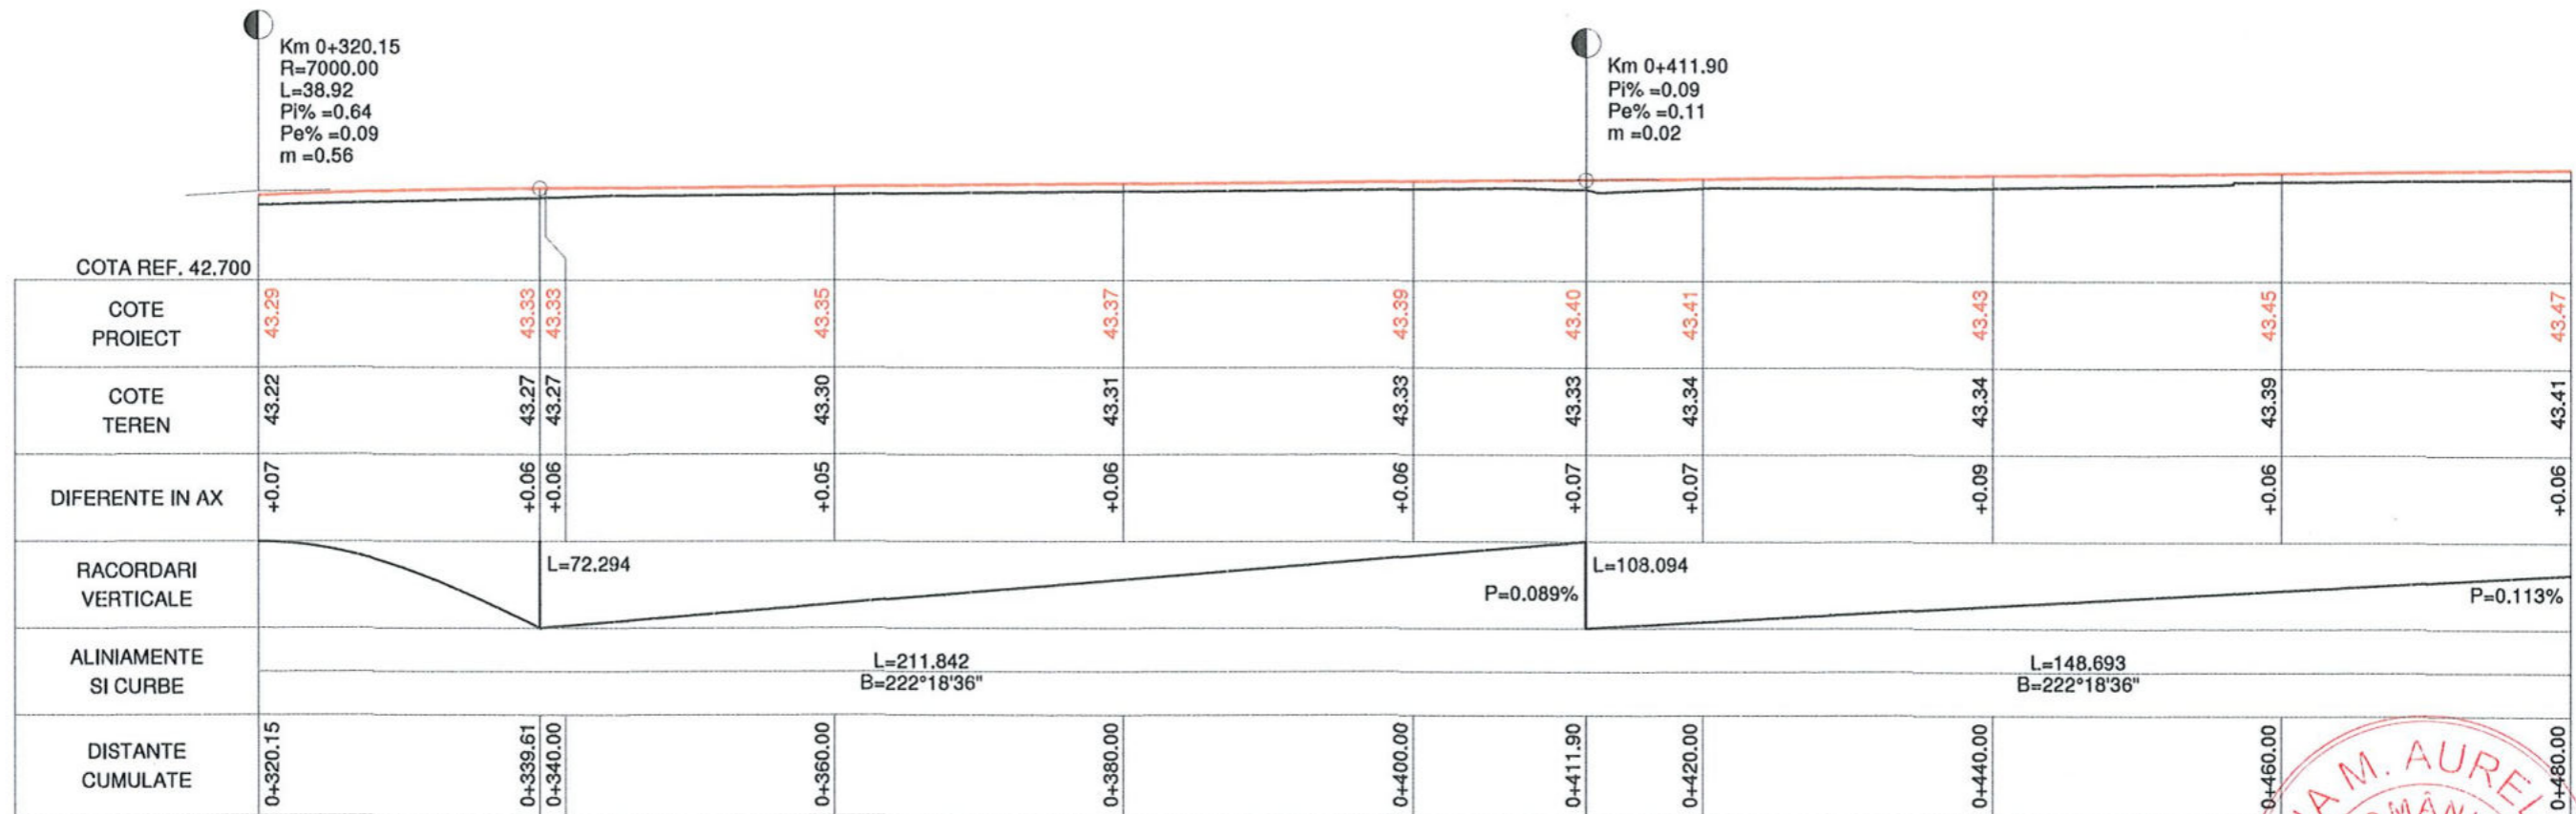 Km 0+320.15
R=7000.00
L=38.92
Pi% =0.64
Pe% =0.09
m =0.56
Km 0+411.90
Pi% =0.09
Pe% =0.11
m =0.02
COTA REF. 42.700
COTE
PROIECT
43.29 43.33 43.33 43.35 43.37 43.39 43.40 43.41 43.43 43.45 43.47
COTE
TEREN
43.22 43.27 43.27 43.30 43.31 43.33 43.33 43.34 43.34 43.39 43.41
DIFERENTE IN AX
+0.07 +0.06 +0.06 +0.05 +0.06 +0.06 +0.07 +0.07 +0.09 +0.06 +0.06
RACORDARI
VERTICALE
L=72.294
P=0.089%
L=108.094
P=0.113%
ALINIAMENTE
SI CURBE
L=211.842
B=222°18'36"
L=148.693
B=222°18'36"
DISTANTE
CUMULATE
0+320.15 0+339.61 0+340.00 0+360.00 0+380.00 0+400.00 0+411.90 0+420.00 0+440.00 0+460.00 0+480.00
M. AUREL